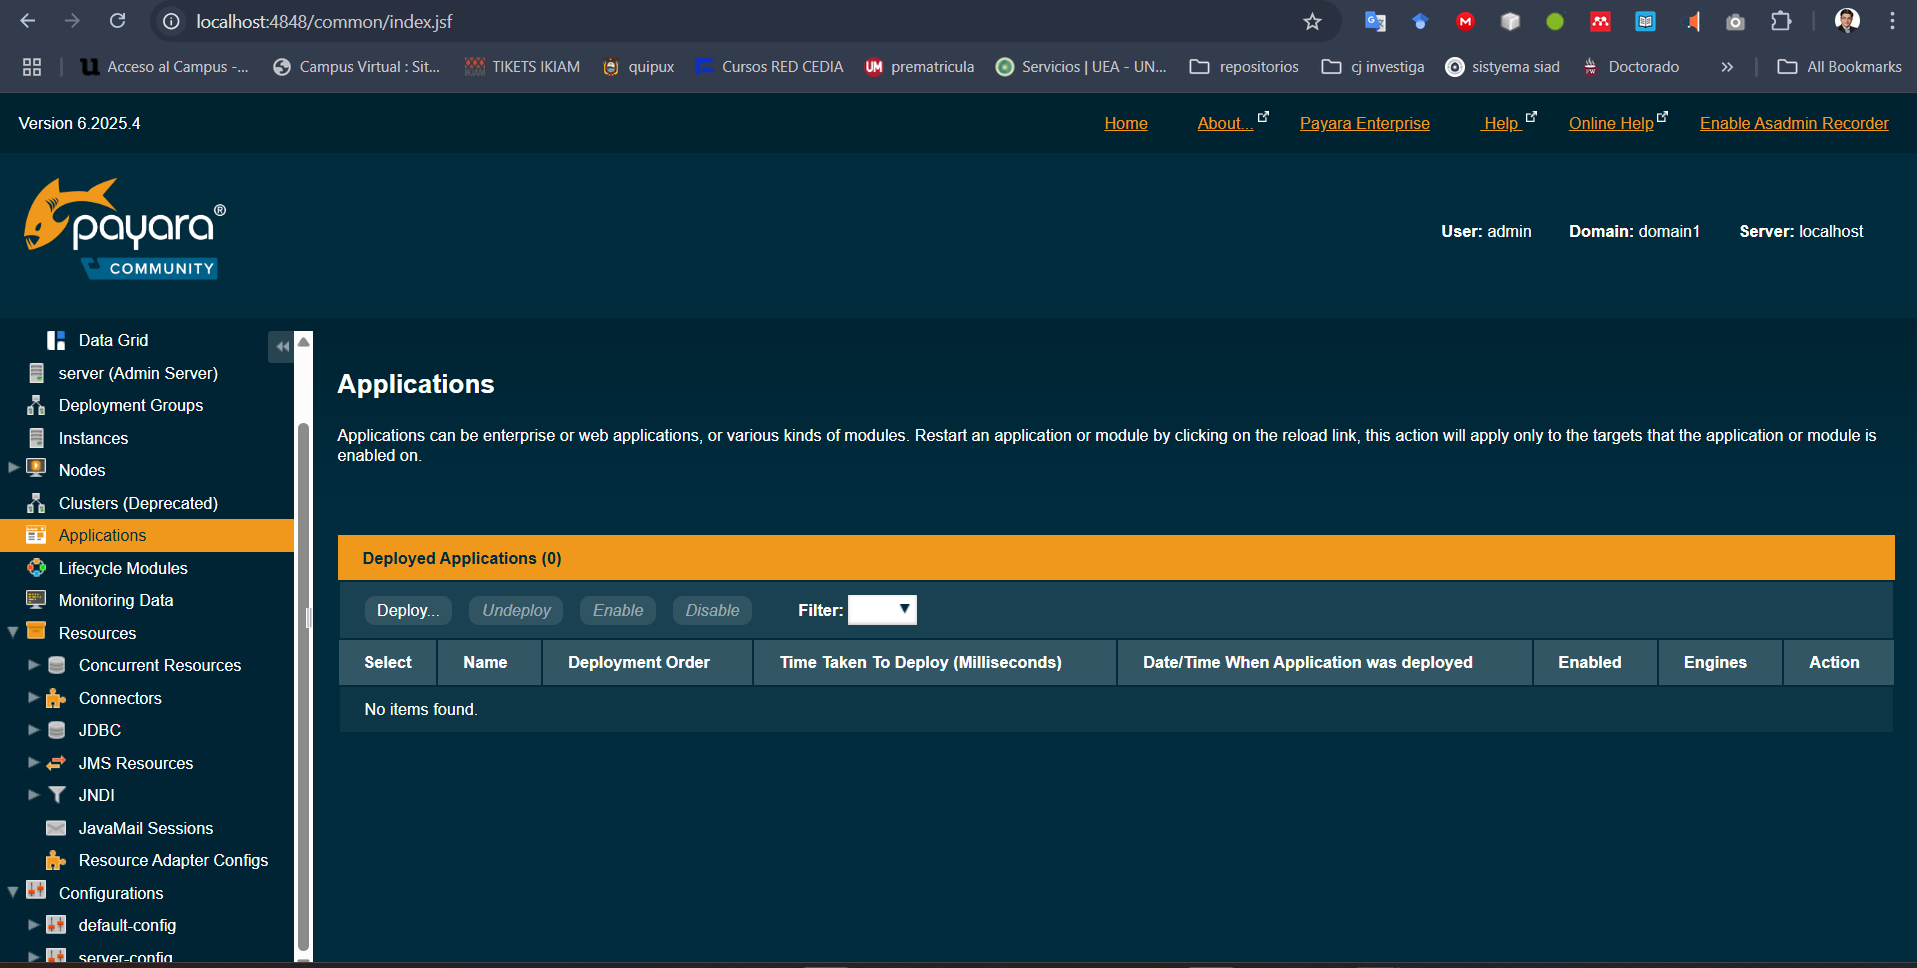 localhost:4848/common/index.jsf
Acceso al Campus -...
Campus Virtual : Sit...
TIKETS IKIAM
quipux
Cursos RED CEDIA
UM prematricula
Servicios | UEA - UN...
repositorios
cj investiga
sistyema siad
Doctorado
»
All Bookmarks
Version 6.2025.4
Home
About...
Payara Enterprise
Help
Online Help
Enable Asadmin Recorder
payara®
COMMUNITY
User: admin
Domain: domain1
Server: localhost
Data Grid
server (Admin Server)
Deployment Groups
Instances
Nodes
Clusters (Deprecated)
Applications
Lifecycle Modules
Monitoring Data
Resources
Concurrent Resources
Connectors
JDBC
JMS Resources
JNDI
JavaMail Sessions
Resource Adapter Configs
Configurations
default-config
server-config
Applications
Applications can be enterprise or web applications, or various kinds of modules. Restart an application or module by clicking on the reload link, this action will apply only to the targets that the application or module is
enabled on.
Deployed Applications (0)
Deploy...
Undeploy
Enable
Disable
Filter:
Select
Name
Deployment Order
Time Taken To Deploy (Milliseconds)
Date/Time When Application was deployed
Enabled
Engines
Action
No items found.